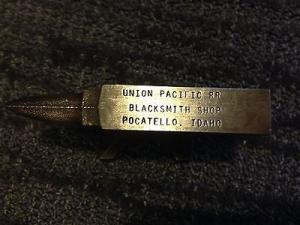 UNION PACIFIC RR
BLACKSMITH SHOP
POCATELLO, IDAHO